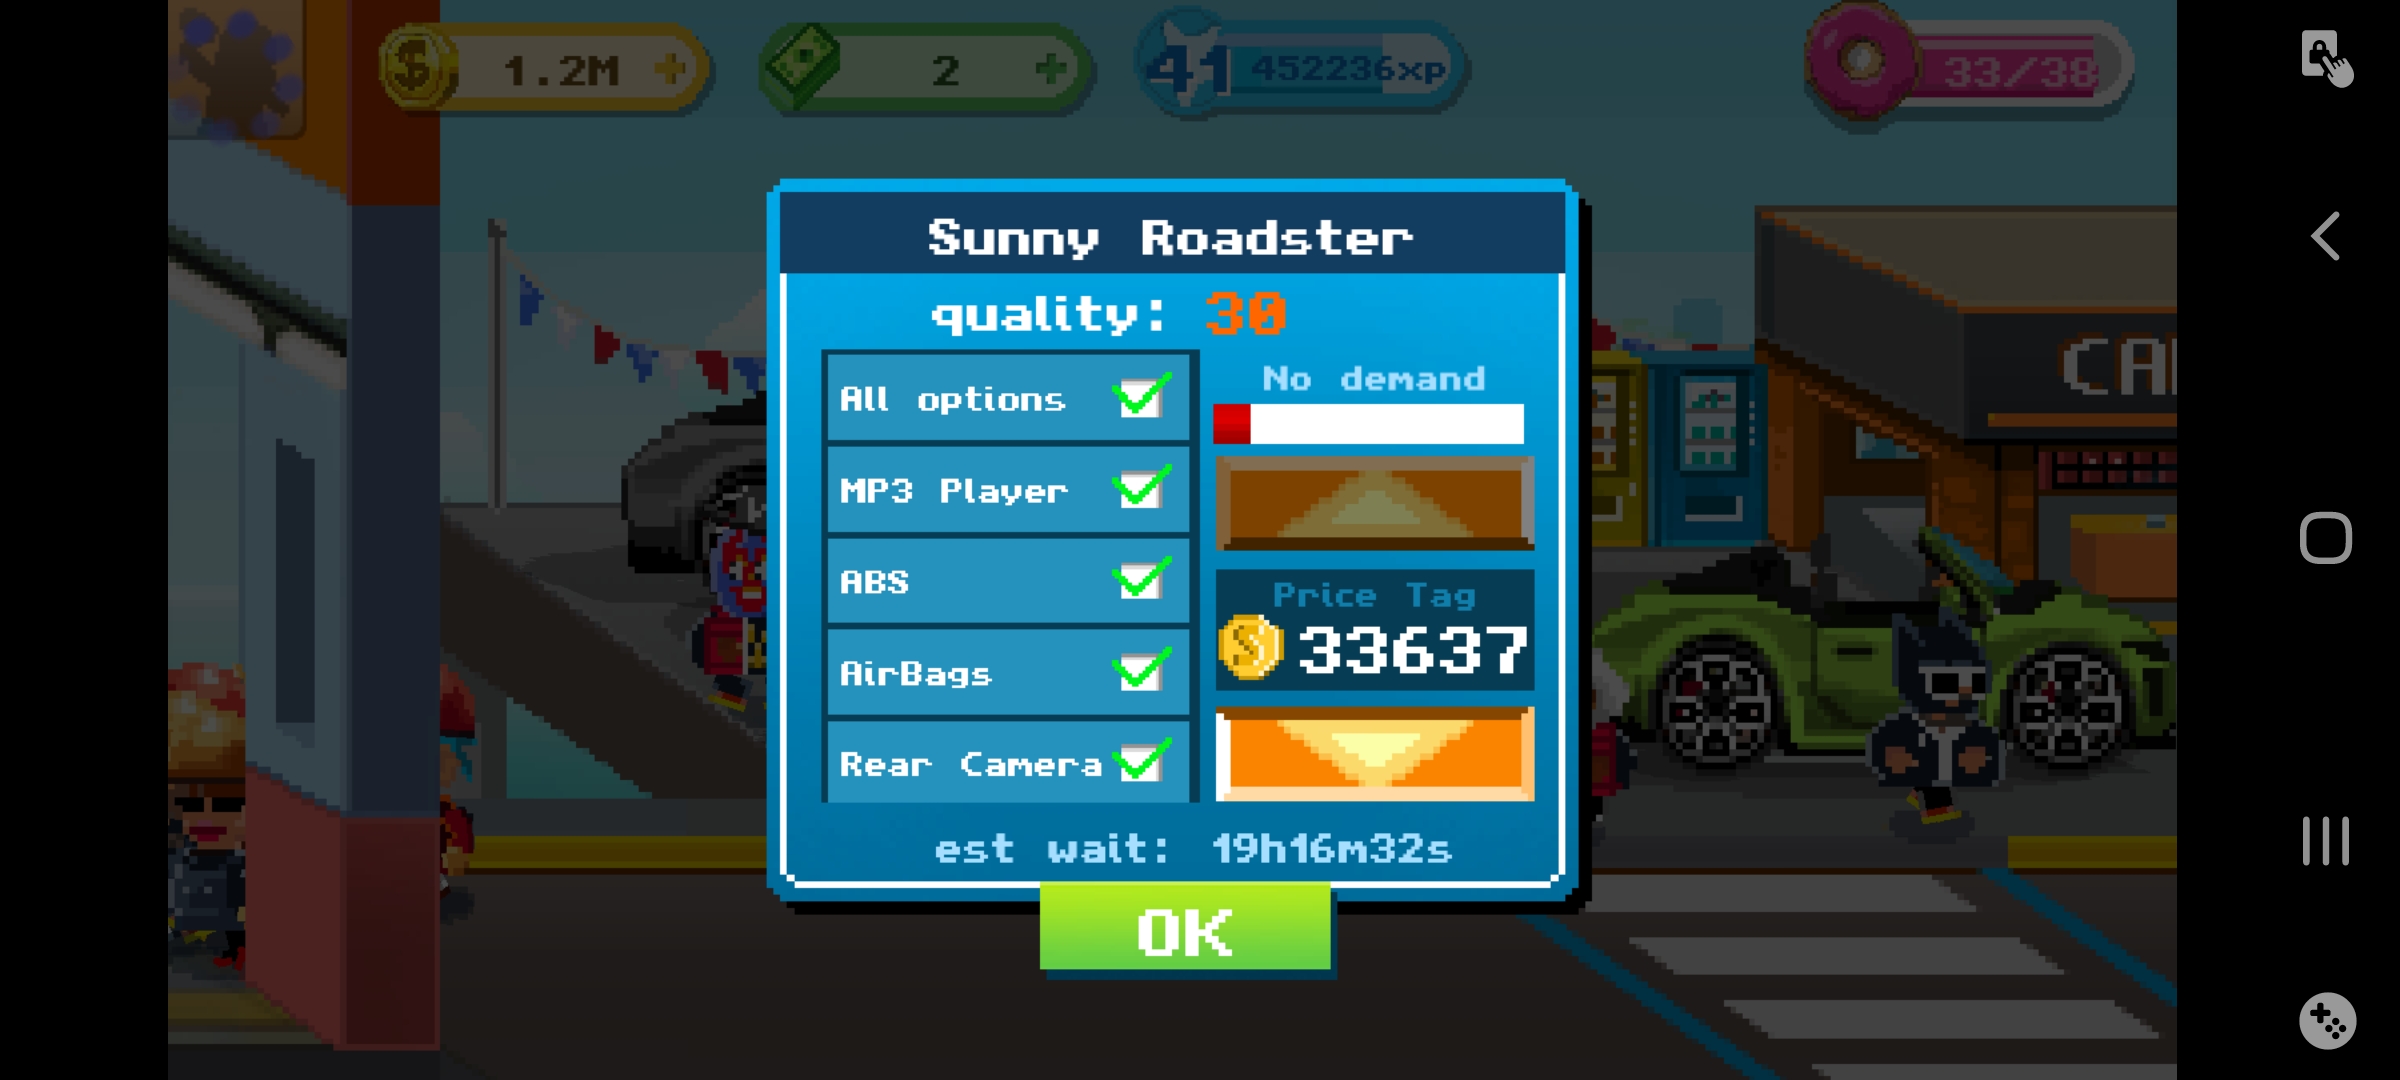 1.2M
2
41 452236xp
33/38
Sunny Roadster
quality: 30
All options
MP3 Player
ABS
AirBags
Rear Camera
No demand
Price Tag
33637
est wait: 19h16m32s
OK